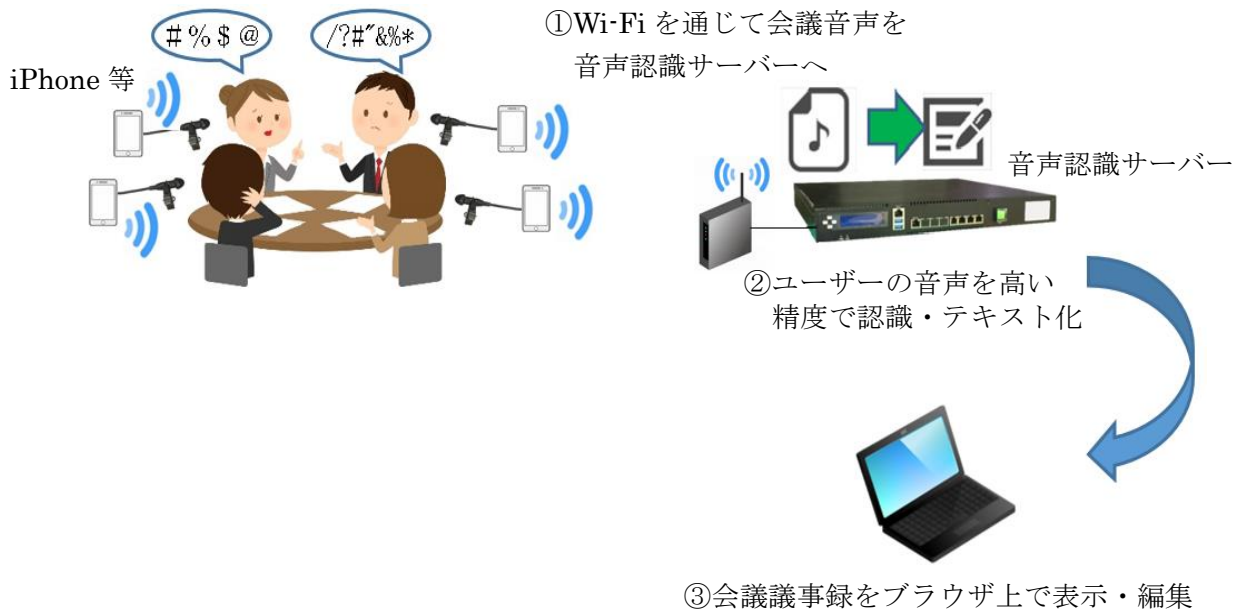 #%$@
/?#"&%*
iPhone 等
①Wi-Fi を通じて会議音声を
音声認識サーバーへ
音声認識サーバー
②ユーザーの音声を高い
精度で認識・テキスト化
③会議議事録をブラウザ上で表示・編集